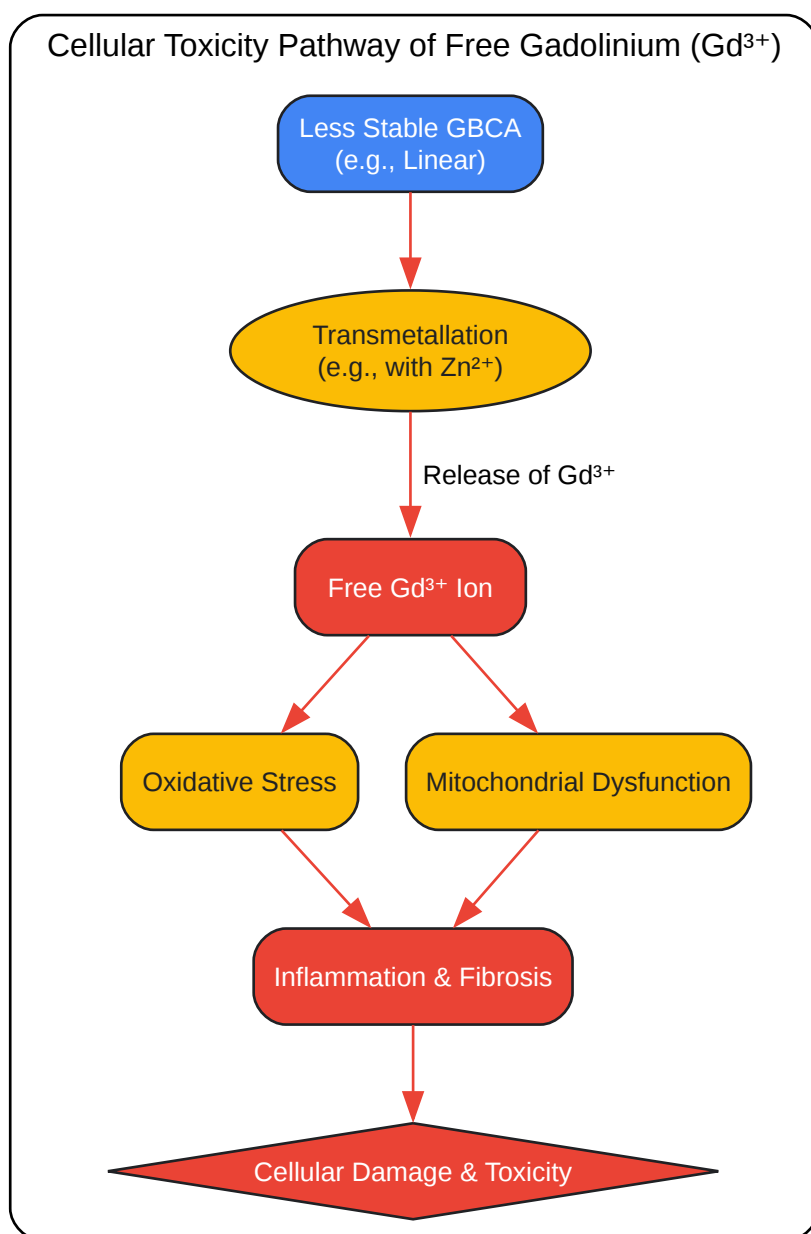 Cellular Toxicity Pathway of Free Gadolinium (Gd³⁺)
Less Stable GBCA
(e.g., Linear)
Transmetallation
(e.g., with Zn²⁺)
Release of Gd³⁺
Free Gd³⁺ Ion
Oxidative Stress
Mitochondrial Dysfunction
Inflammation & Fibrosis
Cellular Damage & Toxicity